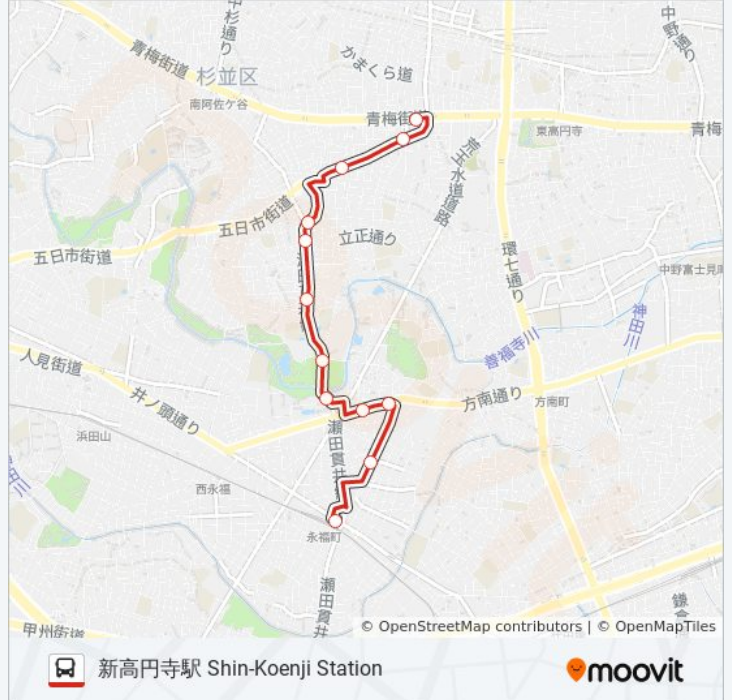 中杉通り
中野通り
青梅街道
かまくら道
杉並区
南阿佐ケ谷
青梅街道
東高円寺
青梅
荒玉水道道路
五日市街道
立正通り
五日市街道
環七通り
中野富士見町
神田川
善福寺川
人見街道
井ノ頭通り
方南通り
方南町
浜田山
瀬田貫井
西永福
永福町
瀬田貫井
鎌倉
甲州街道
© OpenStreetMap contributors | © OpenMapTiles
新高円寺駅 Shin-Koenji Station
moovit